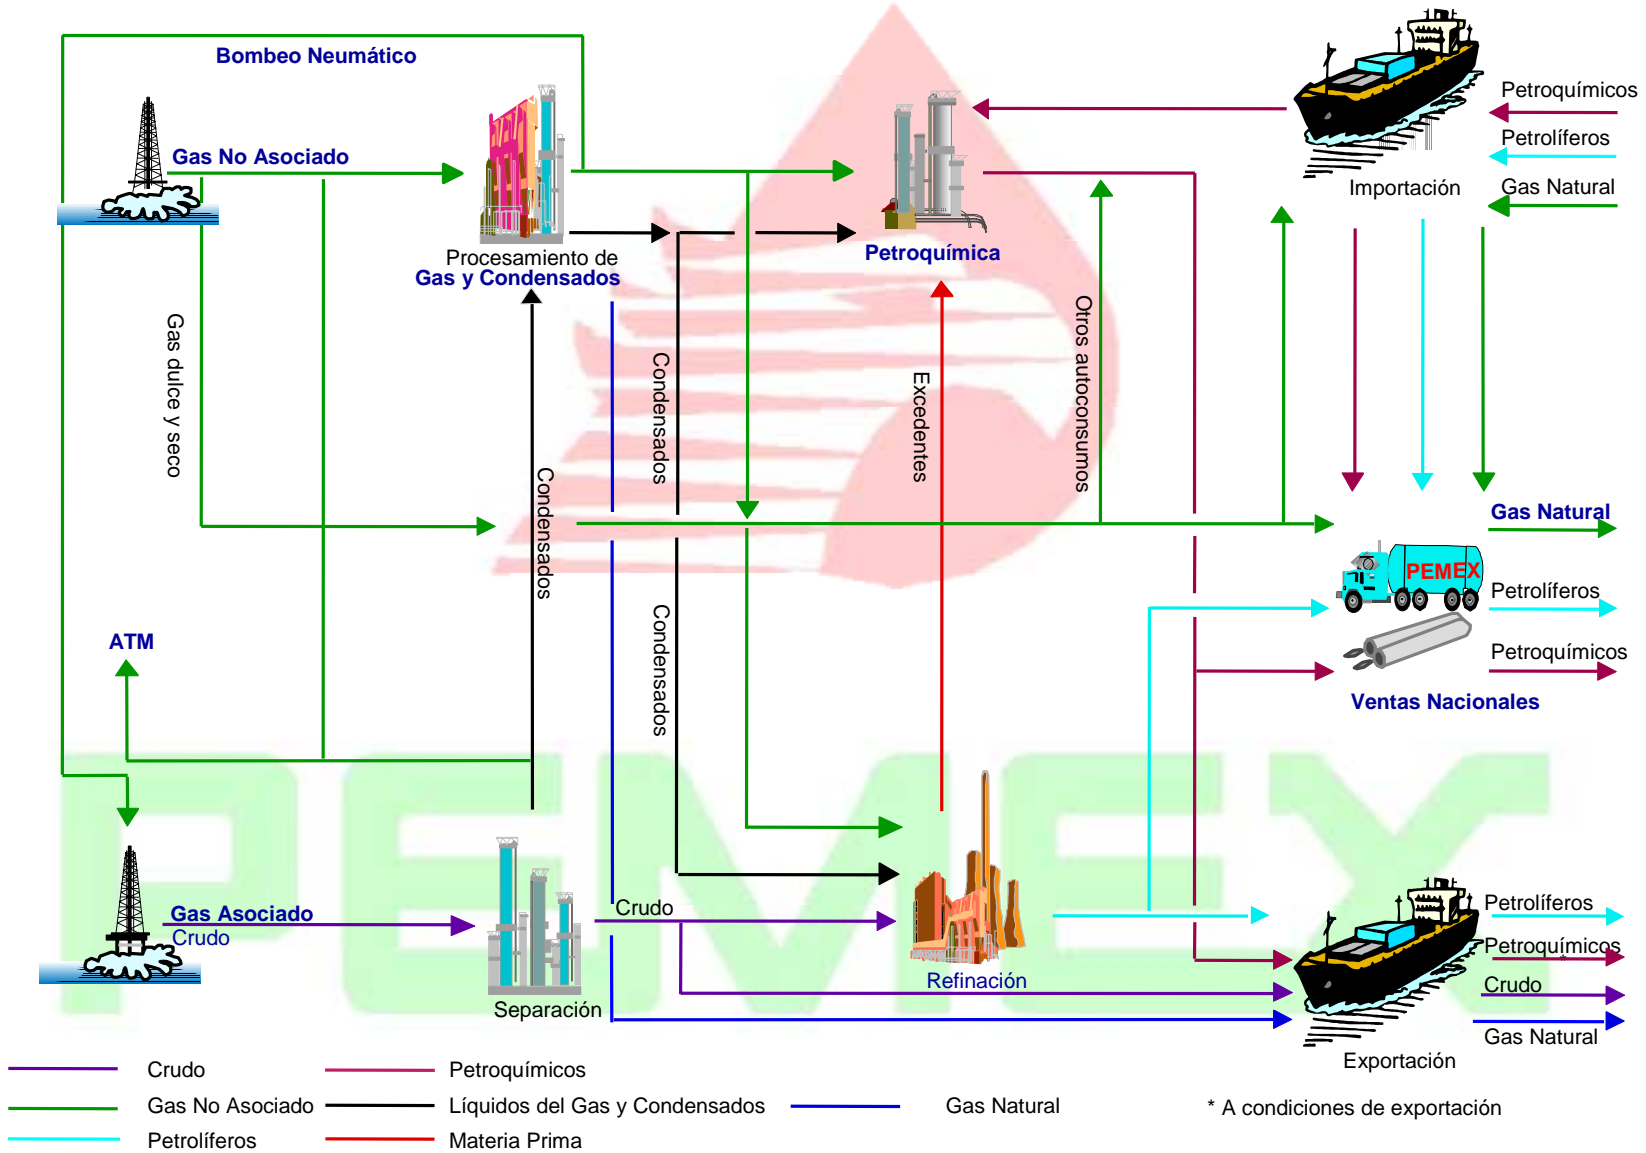 Bombeo Neumático
Petroquímicos
Petrolíferos
Gas No Asociado
Importación
Gas Natural
Procesamiento de
Gas y Condensados
Petroquímica
Gas dulce y seco
Condensados
Condensados
Excedentes
Otros autoconsumos
Condensados
Gas Natural
PEMEX
Petrolíferos
ATM
Petroquímicos
Ventas Nacionales
PEMEX
Gas Asociado
Crudo
Crudo
Separación
Refinación
Petrolíferos
Petroquímicos
*
Crudo
Gas Natural
Exportación
Crudo
Petroquímicos
Gas No Asociado
Líquidos del Gas y Condensados
Gas Natural
* A condiciones de exportación
Petrolíferos
Materia Prima